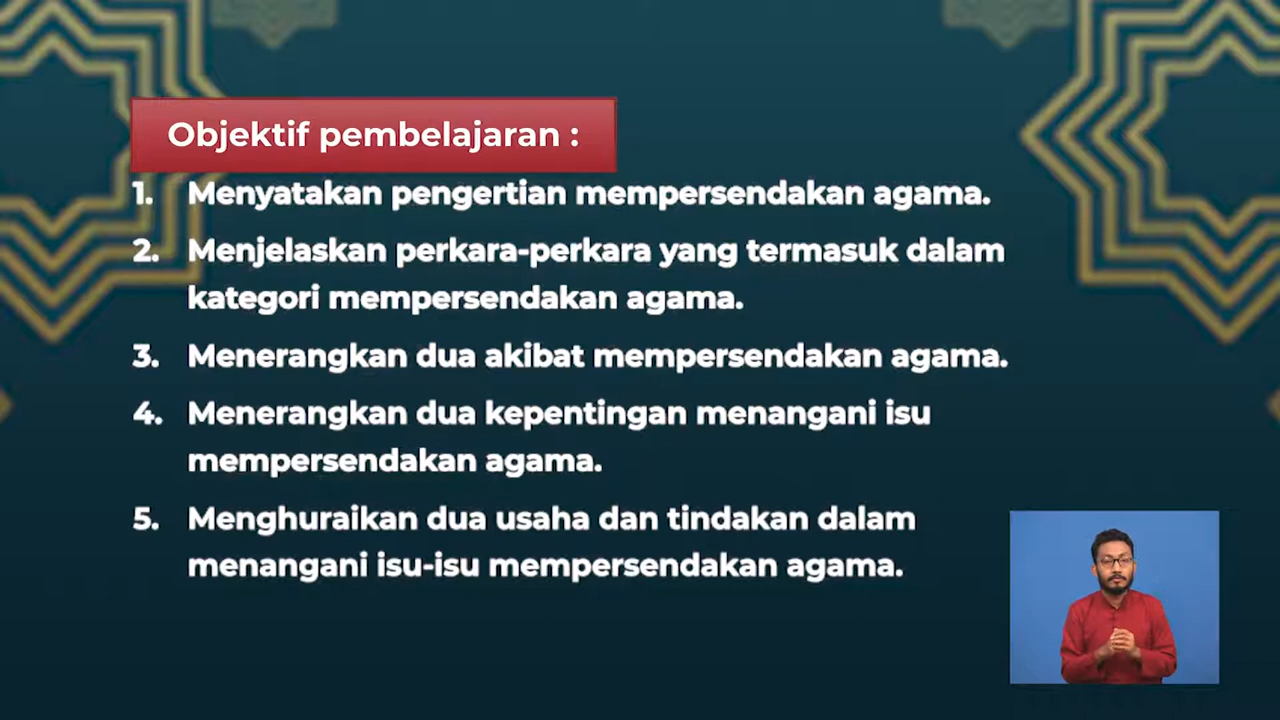 Objektif pembelajaran :
1. Menyatakan pengertian mempersendakan agama.
2. Menjelaskan perkara-perkara yang termasuk dalam
kategori mempersendakan agama.
3. Menerangkan dua akibat mempersendakan agama.
4. Menerangkan dua kepentingan menangani isu
mempersendakan agama.
5. Menghuraikan dua usaha dan tindakan dalam
menangani isu-isu mempersendakan agama.